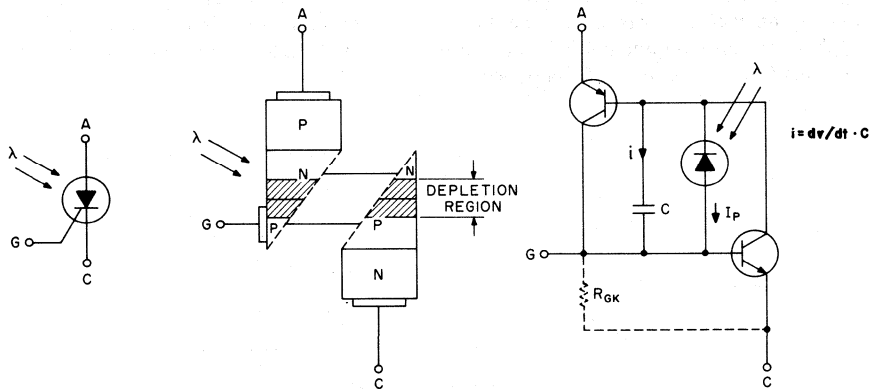 A
λ
G
C
A
λ
P
N
N
DEPLETION
REGION
G
P
P
N
C
A
λ
i = dv/dt · C
i
C
I_P
G
R_GK
C